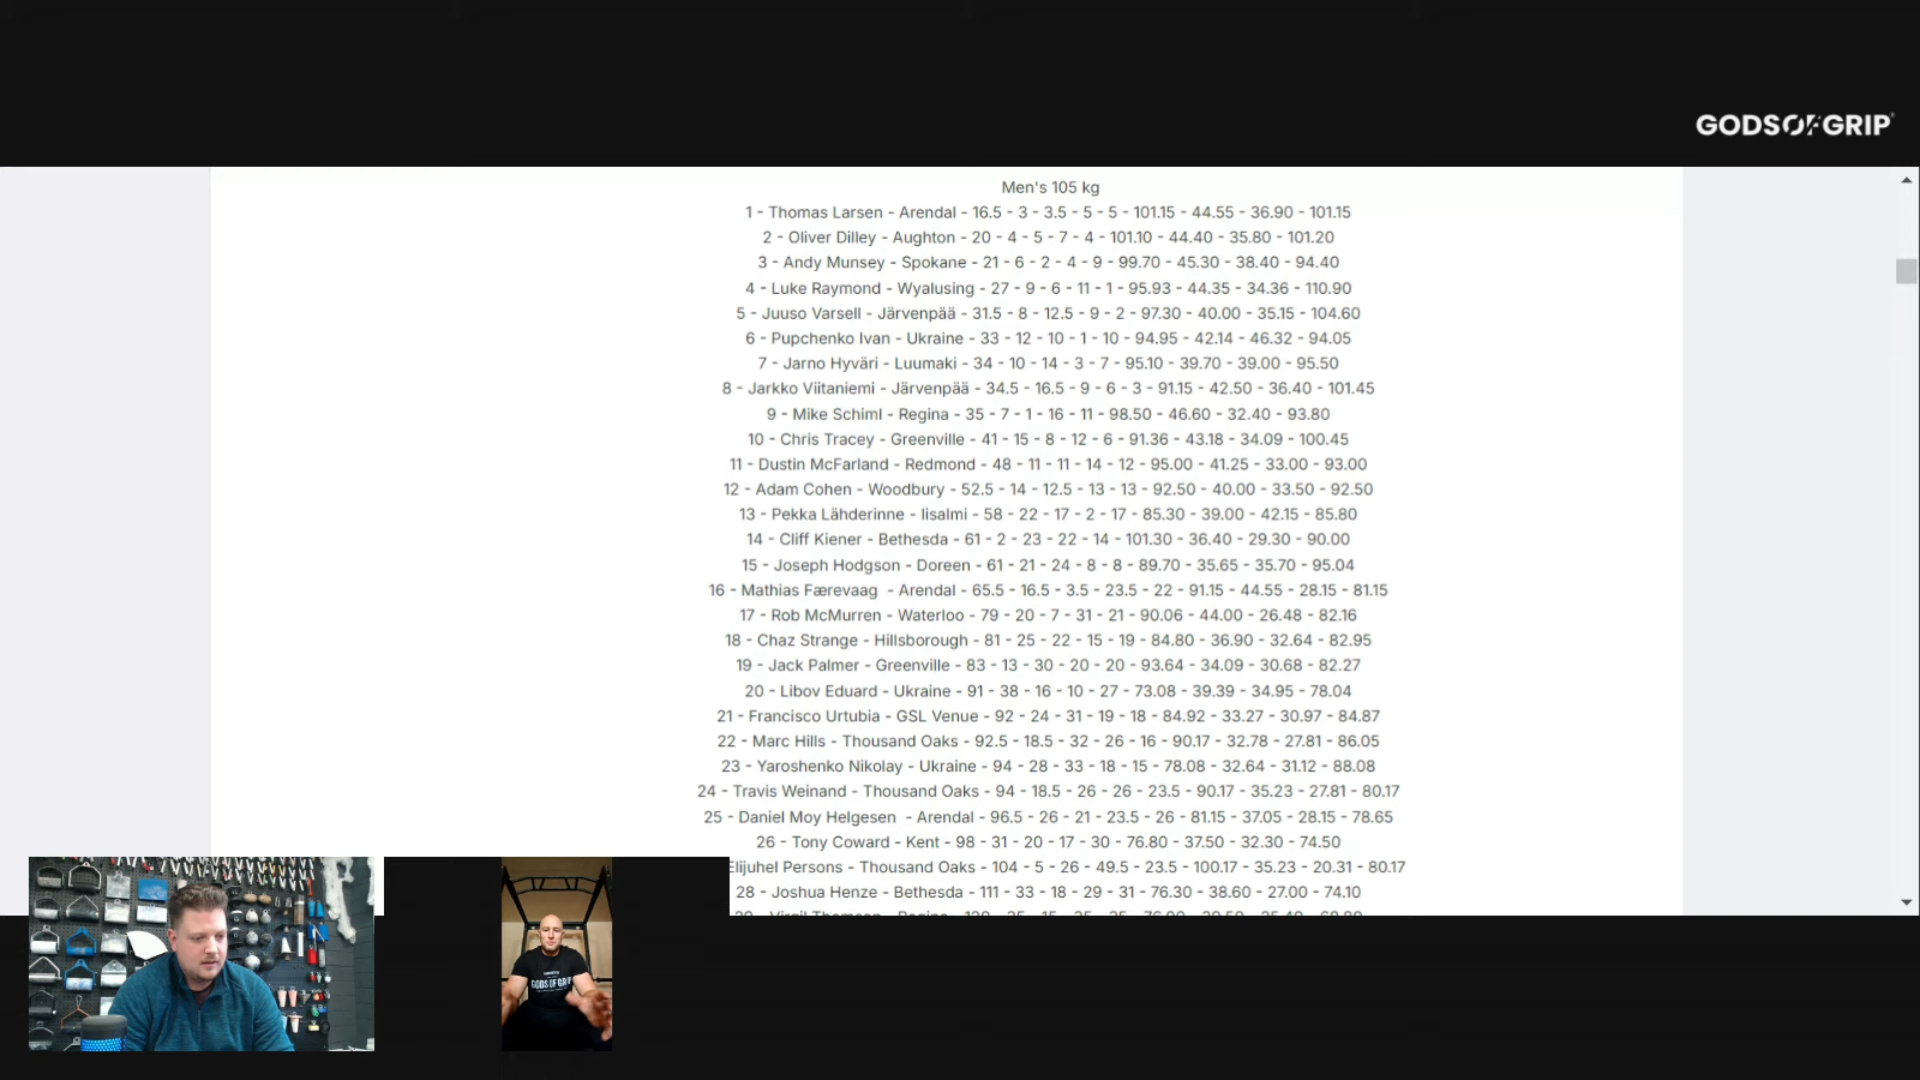 GODSOFGRIP
Men's 105 kg
1 - Thomas Larsen - Arendal - 16.5 - 3 - 3.5 - 5 - 5 - 101.15 - 44.55 - 36.90 - 101.15
2 - Oliver Dilley - Aughton - 20 - 4 - 5 - 7 - 4 - 101.10 - 44.40 - 35.80 - 101.20
3 - Andy Munsey - Spokane - 21 - 6 - 2 - 4 - 9 - 99.70 - 45.30 - 38.40 - 94.40
4 - Luke Raymond - Wyalusing - 27 - 9 - 6 - 11 - 1 - 95.93 - 44.35 - 34.36 - 110.90
5 - Juuso Varsell - Järvenpää - 31.5 - 8 - 12.5 - 9 - 2 - 97.30 - 40.00 - 35.15 - 104.60
6 - Pupchenko Ivan - Ukraine - 33 - 12 - 10 - 1 - 10 - 94.95 - 42.14 - 46.32 - 94.05
7 - Jarno Hyväri - Luumaki - 34 - 10 - 14 - 3 - 7 - 95.10 - 39.70 - 39.00 - 95.50
8 - Jarkko Viitaniemi - Järvenpää - 34.5 - 16.5 - 9 - 6 - 3 - 91.15 - 42.50 - 36.40 - 101.45
9 - Mike Schiml - Regina - 35 - 7 - 1 - 16 - 11 - 98.50 - 46.60 - 32.40 - 93.80
10 - Chris Tracey - Greenville - 41 - 15 - 8 - 12 - 6 - 91.36 - 43.18 - 34.09 - 100.45
11 - Dustin McFarland - Redmond - 48 - 11 - 11 - 14 - 12 - 95.00 - 41.25 - 33.00 - 93.00
12 - Adam Cohen - Woodbury - 52.5 - 14 - 12.5 - 13 - 13 - 92.50 - 40.00 - 33.50 - 92.50
13 - Pekka Lähderinne - Iisalmi - 58 - 22 - 17 - 2 - 17 - 85.30 - 39.00 - 42.15 - 85.80
14 - Cliff Kiener - Bethesda - 61 - 2 - 23 - 22 - 14 - 101.30 - 36.40 - 29.30 - 90.00
15 - Joseph Hodgson - Doreen - 61 - 21 - 24 - 8 - 8 - 89.70 - 35.65 - 35.70 - 95.04
16 - Mathias Færevaag - Arendal - 65.5 - 16.5 - 3.5 - 23.5 - 22 - 91.15 - 44.55 - 28.15 - 81.15
17 - Rob McMurren - Waterloo - 79 - 20 - 7 - 31 - 21 - 90.06 - 44.00 - 26.48 - 82.16
18 - Chaz Strange - Hillsborough - 81 - 25 - 22 - 15 - 19 - 84.80 - 36.90 - 32.64 - 82.95
19 - Jack Palmer - Greenville - 83 - 13 - 30 - 20 - 20 - 93.64 - 34.09 - 30.68 - 82.27
20 - Libov Eduard - Ukraine - 91 - 38 - 16 - 10 - 27 - 73.08 - 39.39 - 34.95 - 78.04
21 - Francisco Urtubia - GSL Venue - 92 - 24 - 31 - 19 - 18 - 84.92 - 33.27 - 30.97 - 84.87
22 - Marc Hills - Thousand Oaks - 92.5 - 18.5 - 32 - 26 - 16 - 90.17 - 32.78 - 27.81 - 86.05
23 - Yaroshenko Nikolay - Ukraine - 94 - 28 - 33 - 18 - 15 - 78.08 - 32.64 - 31.12 - 88.08
24 - Travis Weinand - Thousand Oaks - 94 - 18.5 - 26 - 26 - 23.5 - 90.17 - 35.23 - 27.81 - 80.17
25 - Daniel Moy Helgesen - Arendal - 96.5 - 26 - 21 - 23.5 - 26 - 81.15 - 37.05 - 28.15 - 78.65
26 - Tony Coward - Kent - 98 - 31 - 20 - 17 - 30 - 76.80 - 37.50 - 32.30 - 74.50
Elijuhel Persons - Thousand Oaks - 104 - 5 - 26 - 49.5 - 23.5 - 100.17 - 35.23 - 20.31 - 80.17
28 - Joshua Henze - Bethesda - 111 - 33 - 18 - 29 - 31 - 76.30 - 38.60 - 27.00 - 74.10
GODS OF GRIP